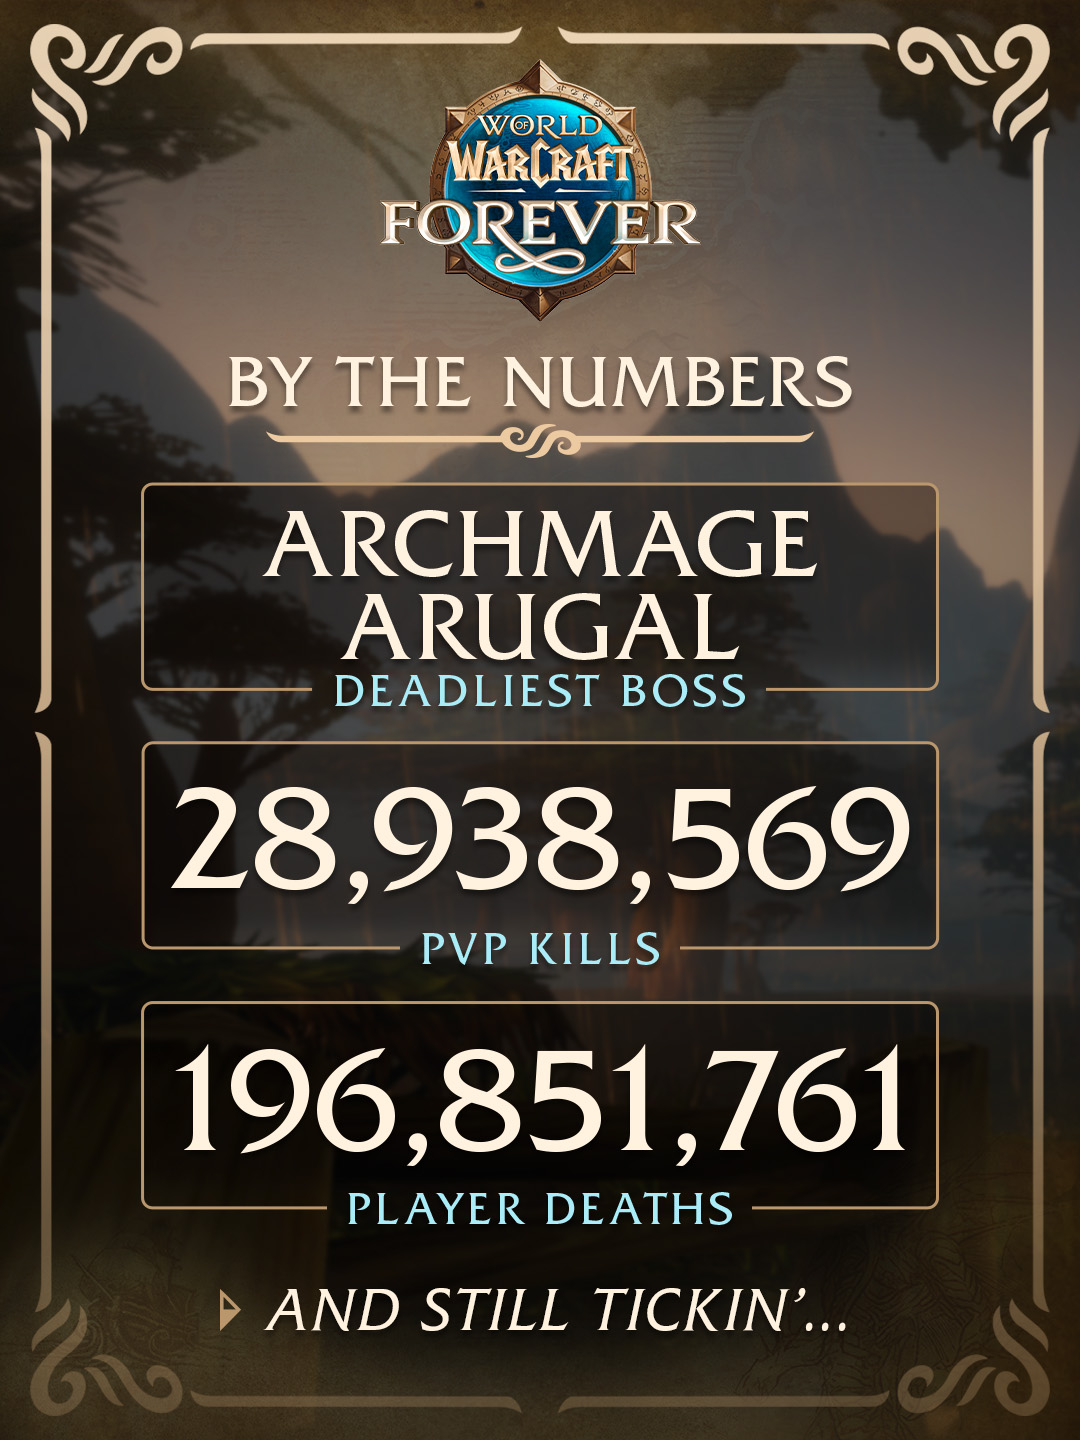 WORLD OF
WARCRAFT
FOREVER
BY THE NUMBERS
ARCHMAGE
ARUGAL
DEADLIEST BOSS
28,938,569
PVP KILLS
196,851,761
PLAYER DEATHS
AND STILL TICKIN'...